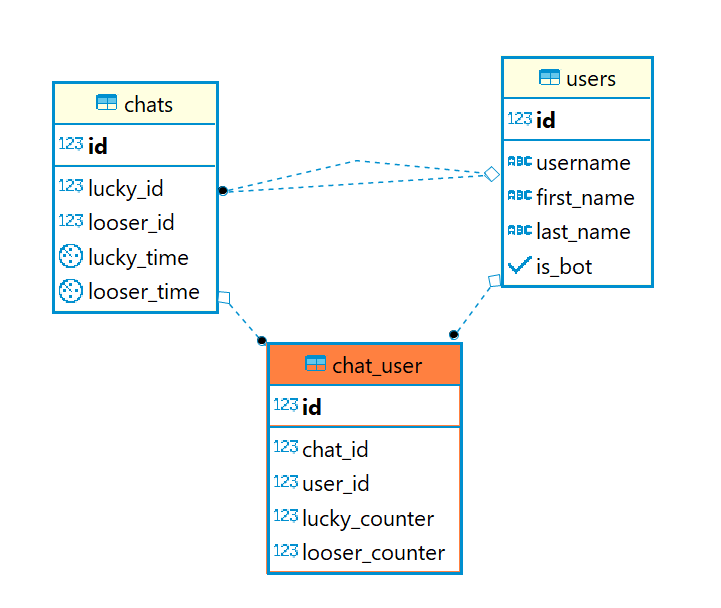 chats
123 id
123 lucky_id
123 looser_id
lucky_time
looser_time
users
123 id
ABC username
ABC first_name
ABC last_name
is_bot
chat_user
123 id
123 chat_id
123 user_id
123 lucky_counter
123 looser_counter